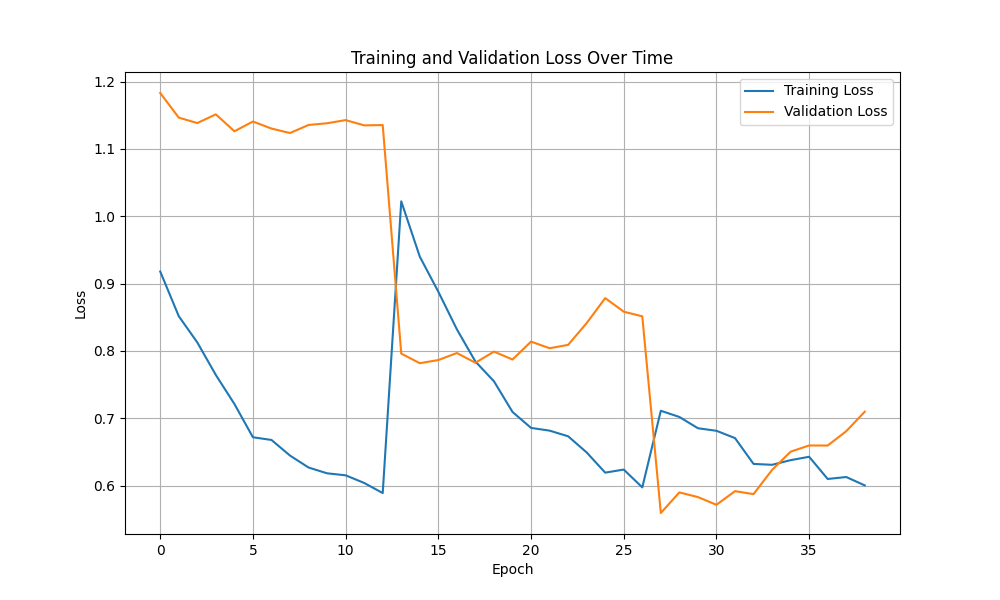 Training and Validation Loss Over Time
Training Loss
Validation Loss
Loss
1.2
1.1
1.0
0.9
0.8
0.7
0.6
0 5 10 15 20 25 30 35
Epoch